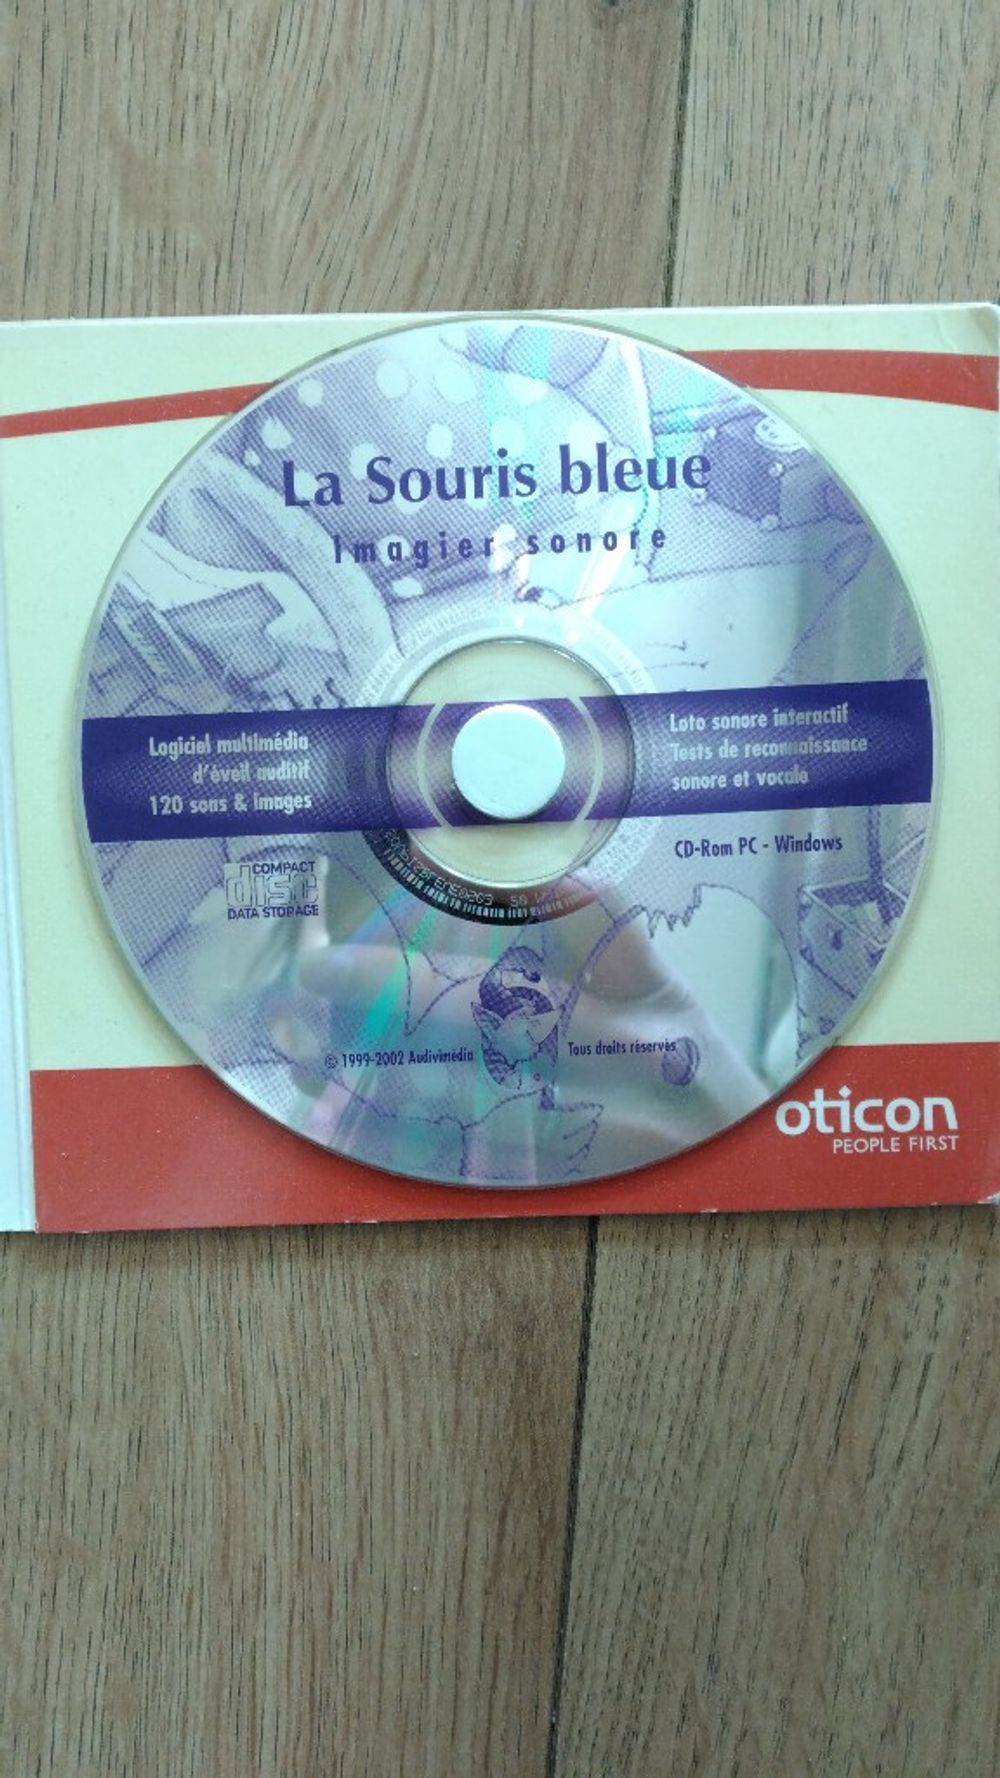 La Souris bleue
Imagier sonore
Logiciel multimédia
d'éveil auditif
120 sons & images
Loto sonore interactif
Tests de reconnaissance
sonore et vocale
CD-Rom PC - Windows
COMPACT
disc
DATA STORAGE
© 1999-2002 Audivimédia
Tous droits réservés
oticon
PEOPLE FIRST